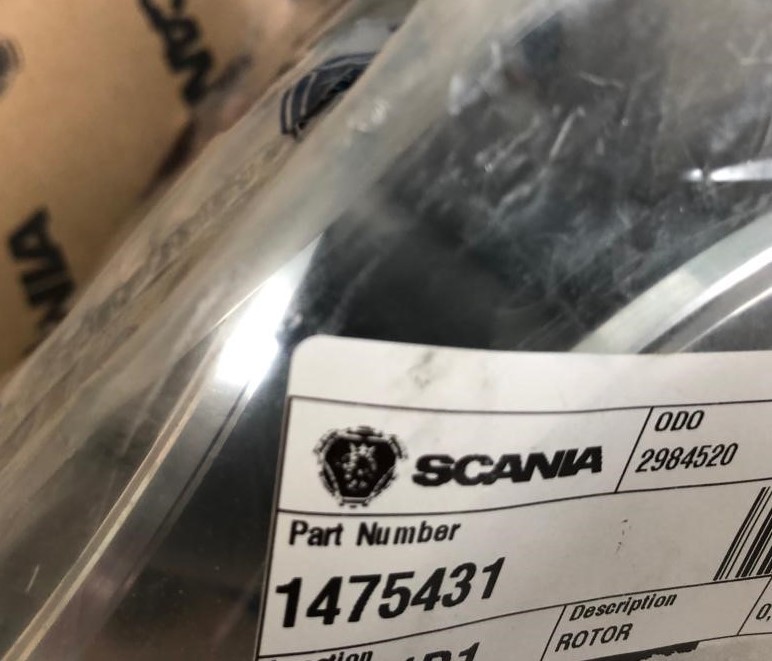 SCANIA
ODO
2984520
Part Number
1475431
Description
ROTOR